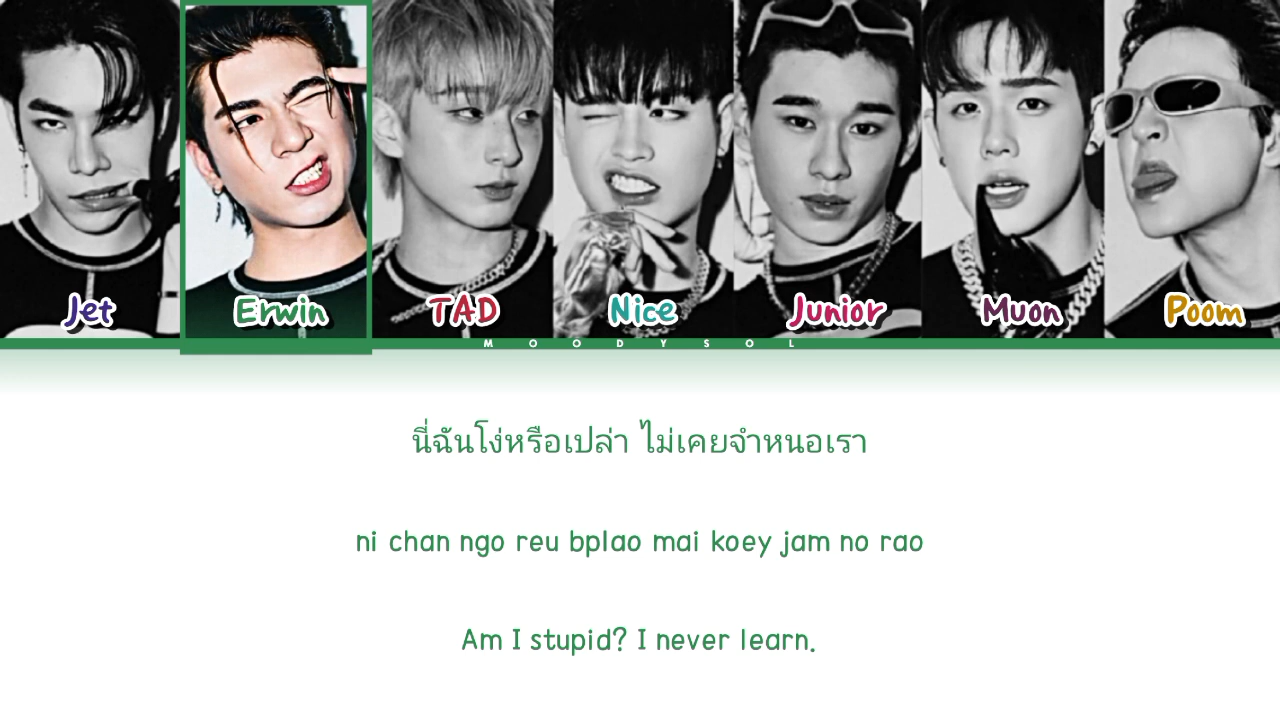 Jet Erwin TAD Nice Junior Muon Poom
MOODYSOL
นี่ฉันโง่หรือเปล่า ไม่เคยจำหนอเรา
ni chan ngo reu bplao mai koey jam no rao
Am I stupid? I never learn.